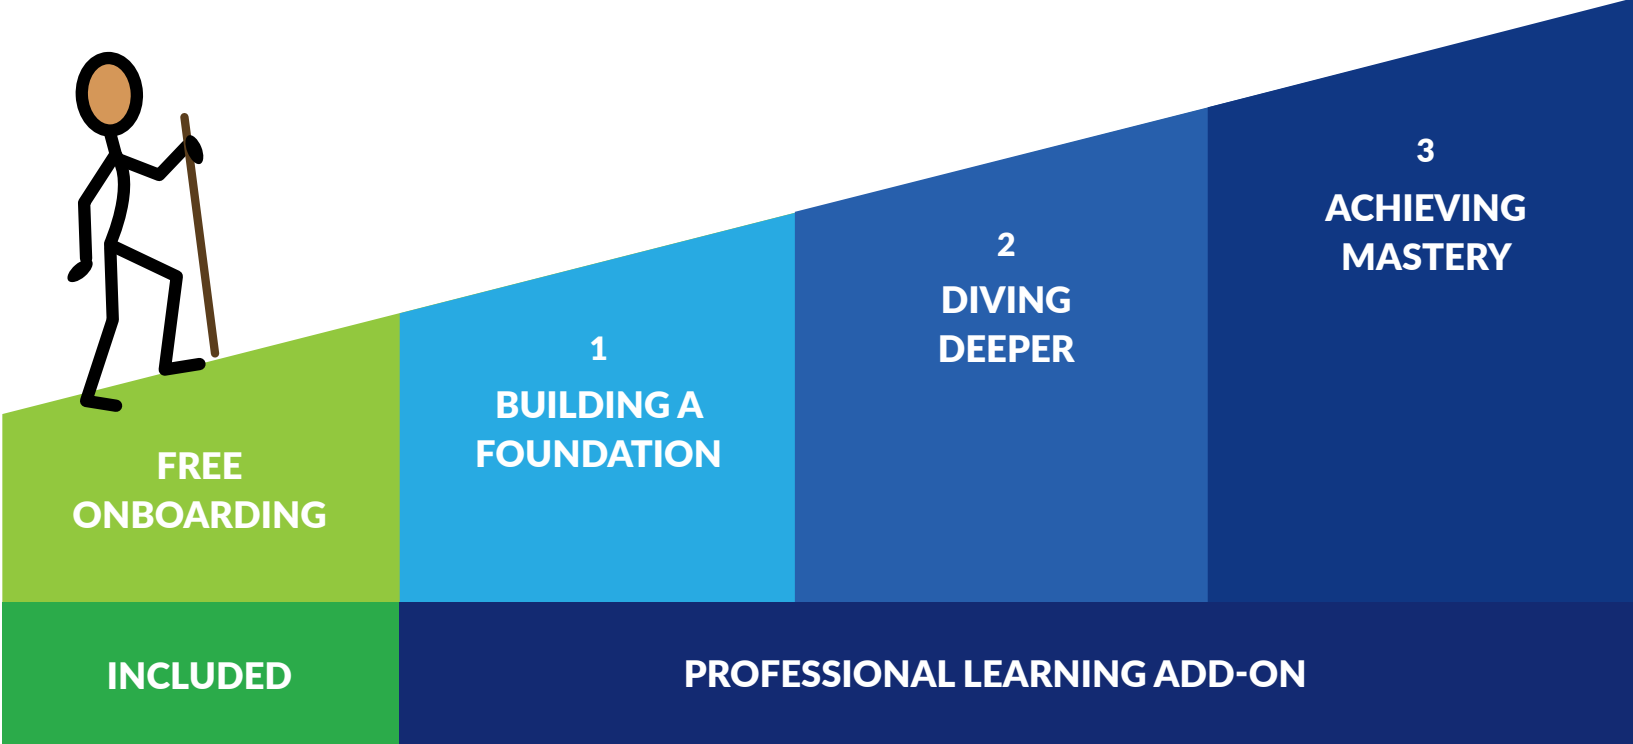 FREE
ONBOARDING
1
BUILDING A
FOUNDATION
2
DIVING
DEEPER
3
ACHIEVING
MASTERY
INCLUDED
PROFESSIONAL LEARNING ADD-ON